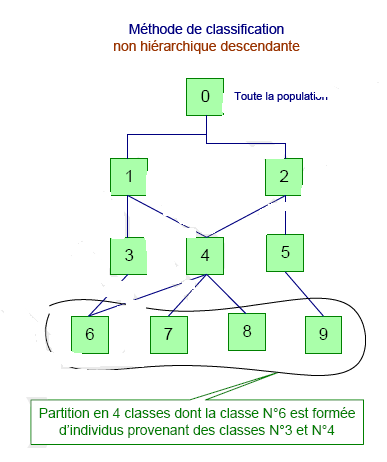 Méthode de classification
non hiérarchique descendante
0 Toute la population
1 2
3 4 5
6 7 8 9
Partition en 4 classes dont la classe N°6 est formée
d'individus provenant des classes N°3 et N°4